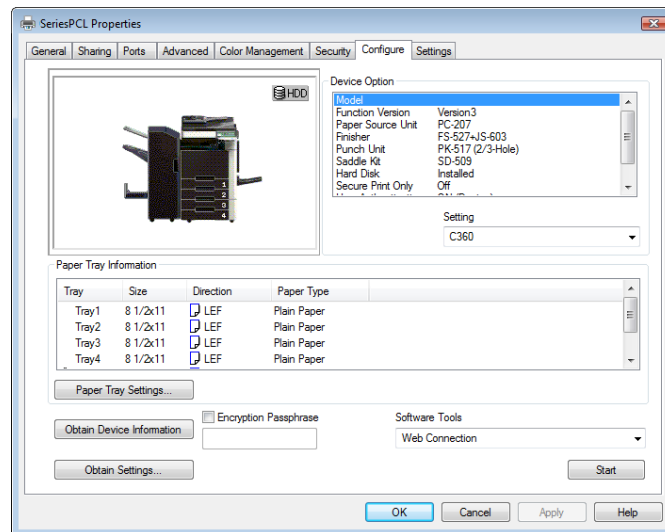 SeriesPCL Properties
General Sharing Ports Advanced Color Management Security Configure Settings
HDD
1
2
3
4
Device Option
Model
Function Version Version3
Paper Source Unit PC-207
Finisher FS-527+JS-603
Punch Unit PK-517 (2/3-Hole)
Saddle Kit SD-509
Hard Disk Installed
Secure Print Only Off
Setting
C360
Paper Tray Information
Tray Size Direction Paper Type
Tray1 8 1/2x11 LEF Plain Paper
Tray2 8 1/2x11 LEF Plain Paper
Tray3 8 1/2x11 LEF Plain Paper
Tray4 8 1/2x11 LEF Plain Paper
Paper Tray Settings...
Obtain Device Information
Encryption Passphrase
Software Tools
Web Connection
Obtain Settings...
Start
OK Cancel Apply Help